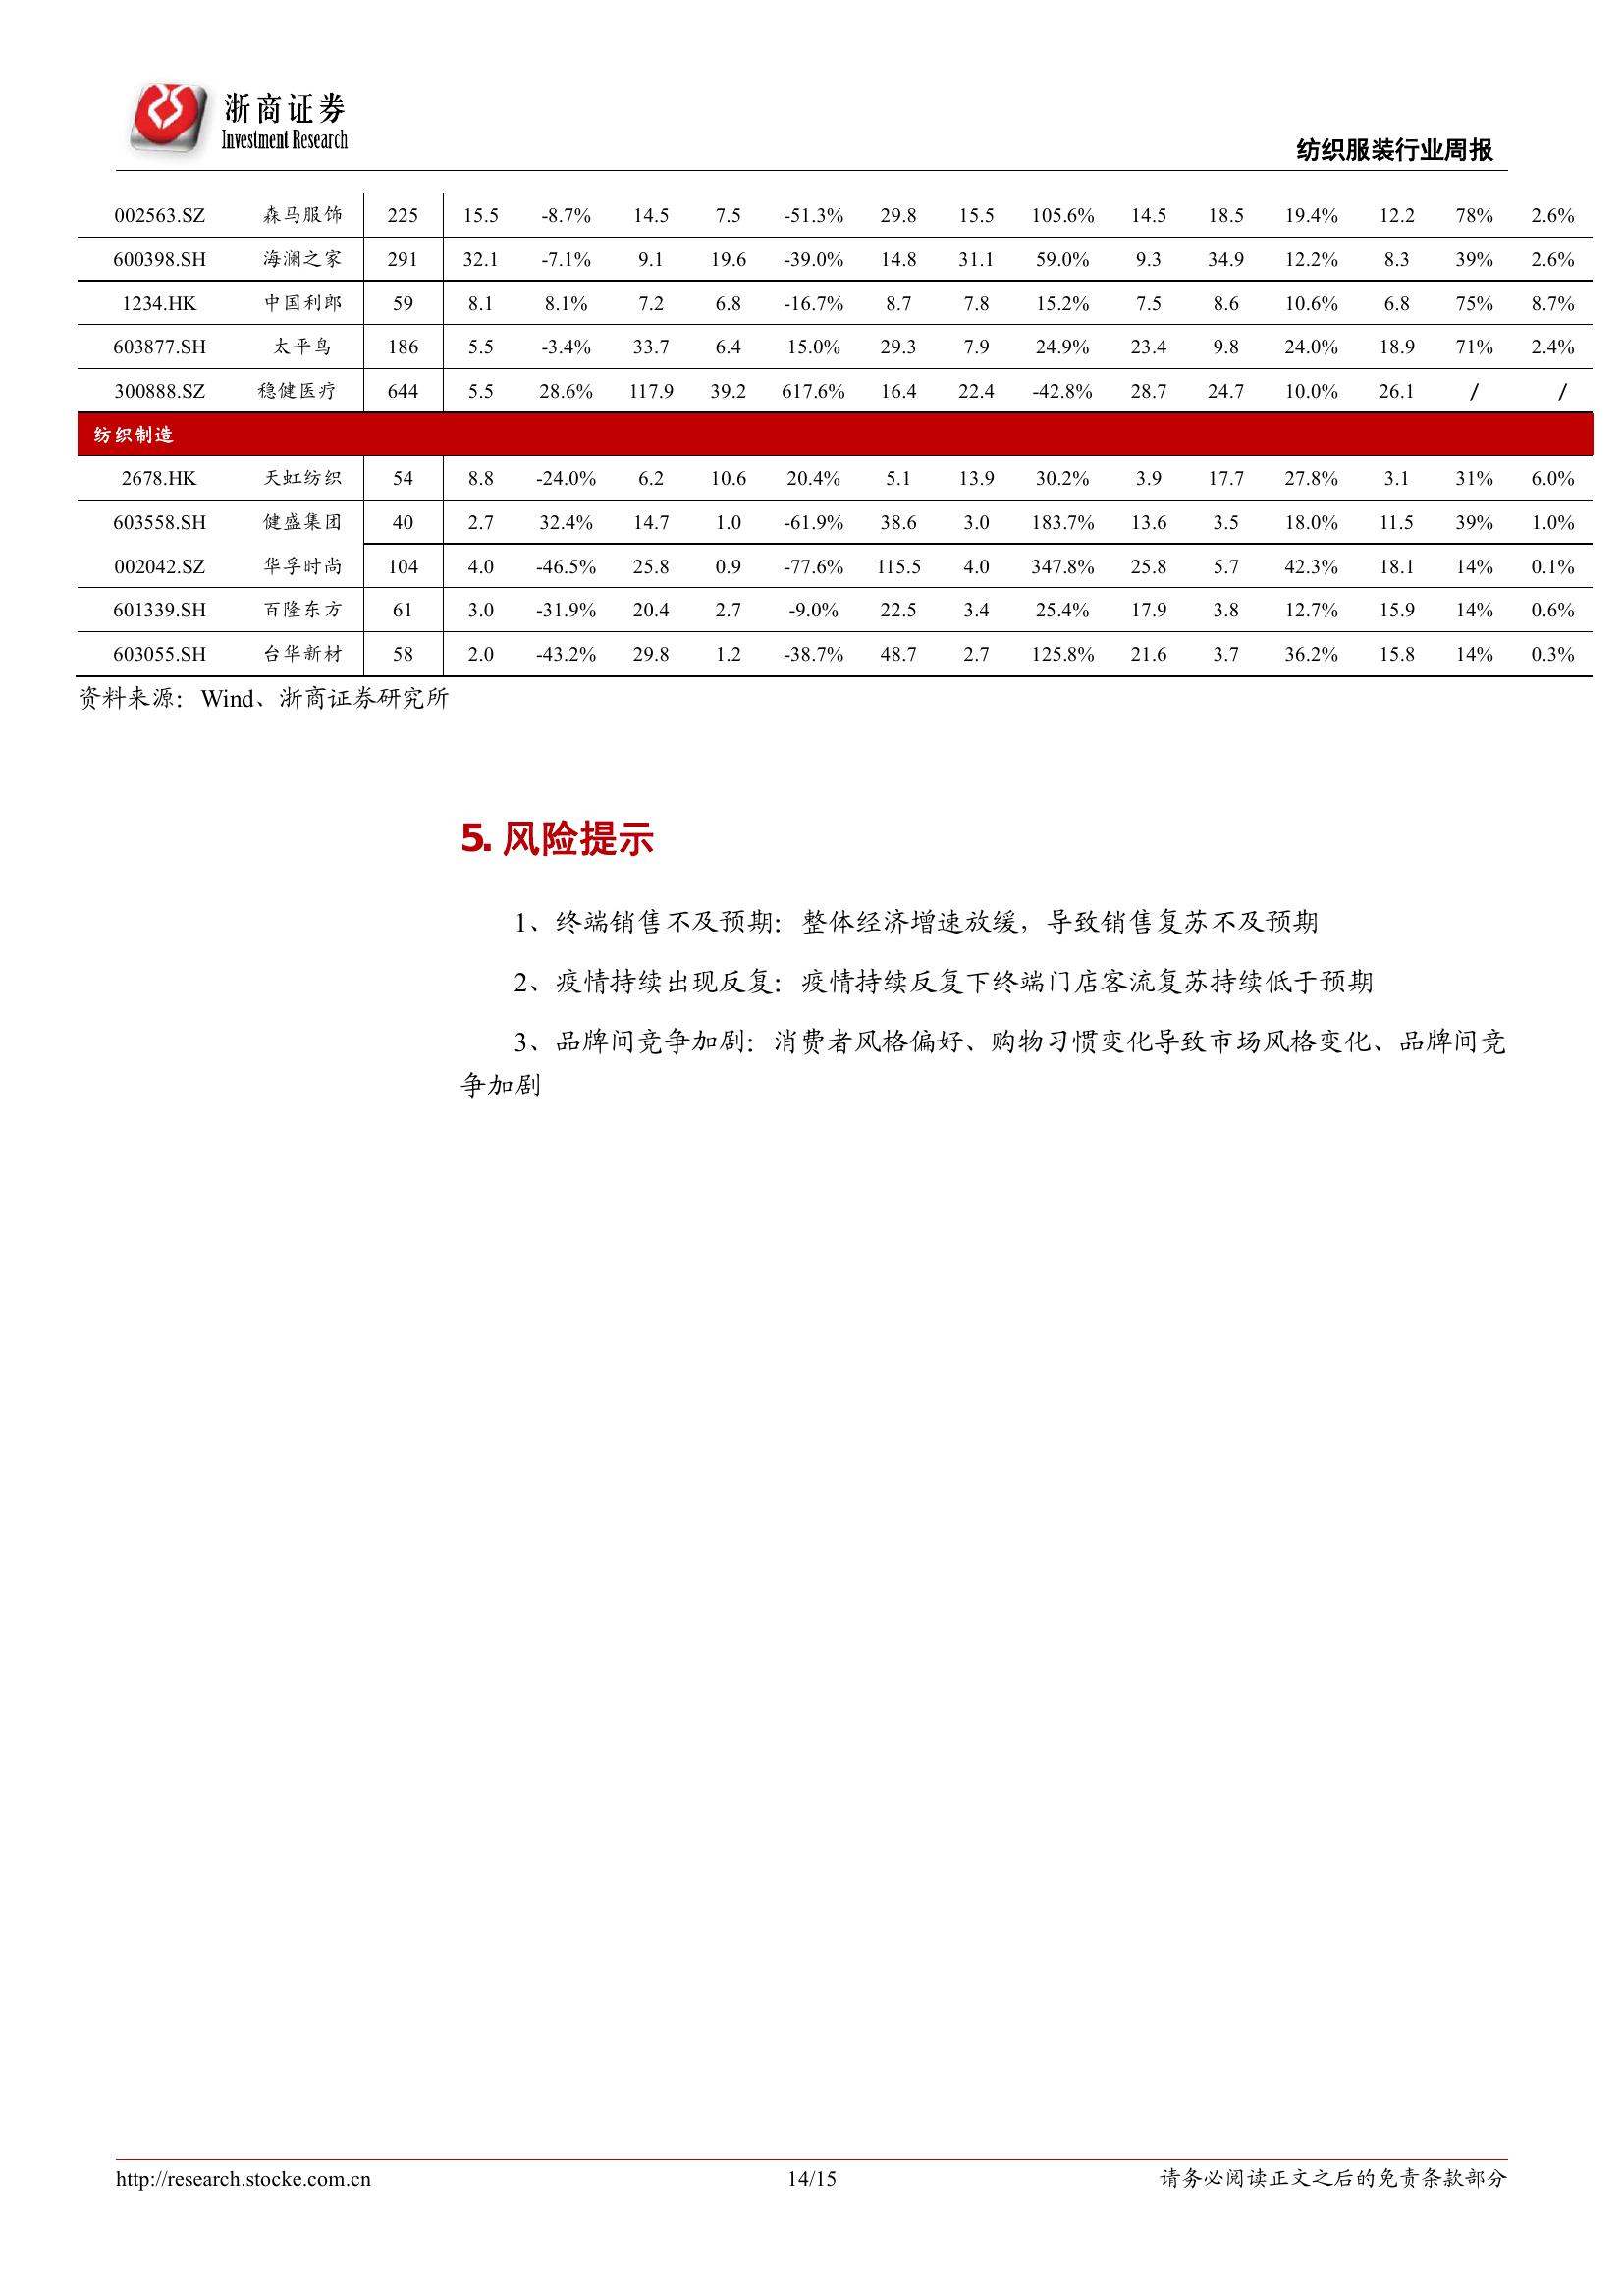 浙商证券
Investment Research
纺织服装行业周报
002563.SZ 森马服饰 225 15.5 -8.7% 14.5 7.5 -51.3% 29.8 15.5 105.6% 14.5 18.5 19.4% 12.2 78% 2.6%
600398.SH 海澜之家 291 32.1 -7.1% 9.1 19.6 -39.0% 14.8 31.1 59.0% 9.3 34.9 12.2% 8.3 39% 2.6%
1234.HK 中国利郎 59 8.1 8.1% 7.2 6.8 -16.7% 8.7 7.8 15.2% 7.5 8.6 10.6% 6.8 75% 8.7%
603877.SH 太平鸟 186 5.5 -3.4% 33.7 6.4 15.0% 29.3 7.9 24.9% 23.4 9.8 24.0% 18.9 71% 2.4%
300888.SZ 稳健医疗 644 5.5 28.6% 117.9 39.2 617.6% 16.4 22.4 -42.8% 28.7 24.7 10.0% 26.1 / /
纺织制造
2678.HK 天虹纺织 54 8.8 -24.0% 6.2 10.6 20.4% 5.1 13.9 30.2% 3.9 17.7 27.8% 3.1 31% 6.0%
603558.SH 健盛集团 40 2.7 32.4% 14.7 1.0 -61.9% 38.6 3.0 183.7% 13.6 3.5 18.0% 11.5 39% 1.0%
002042.SZ 华孚时尚 104 4.0 -46.5% 25.8 0.9 -77.6% 115.5 4.0 347.8% 25.8 5.7 42.3% 18.1 14% 0.1%
601339.SH 百隆东方 61 3.0 -31.9% 20.4 2.7 -9.0% 22.5 3.4 25.4% 17.9 3.8 12.7% 15.9 14% 0.6%
603055.SH 台华新材 58 2.0 -43.2% 29.8 1.2 -38.7% 48.7 2.7 125.8% 21.6 3.7 36.2% 15.8 14% 0.3%
资料来源：Wind、浙商证券研究所
5. 风险提示
1、终端销售不及预期：整体经济增速放缓，导致销售复苏不及预期
2、疫情持续出现反复：疫情持续反复下终端门店客流复苏持续低于预期
3、品牌间竞争加剧：消费者风格偏好、购物习惯变化导致市场风格变化、品牌间竞
争加剧
http://research.stocke.com.cn 14/15 请务必阅读正文之后的免责条款部分